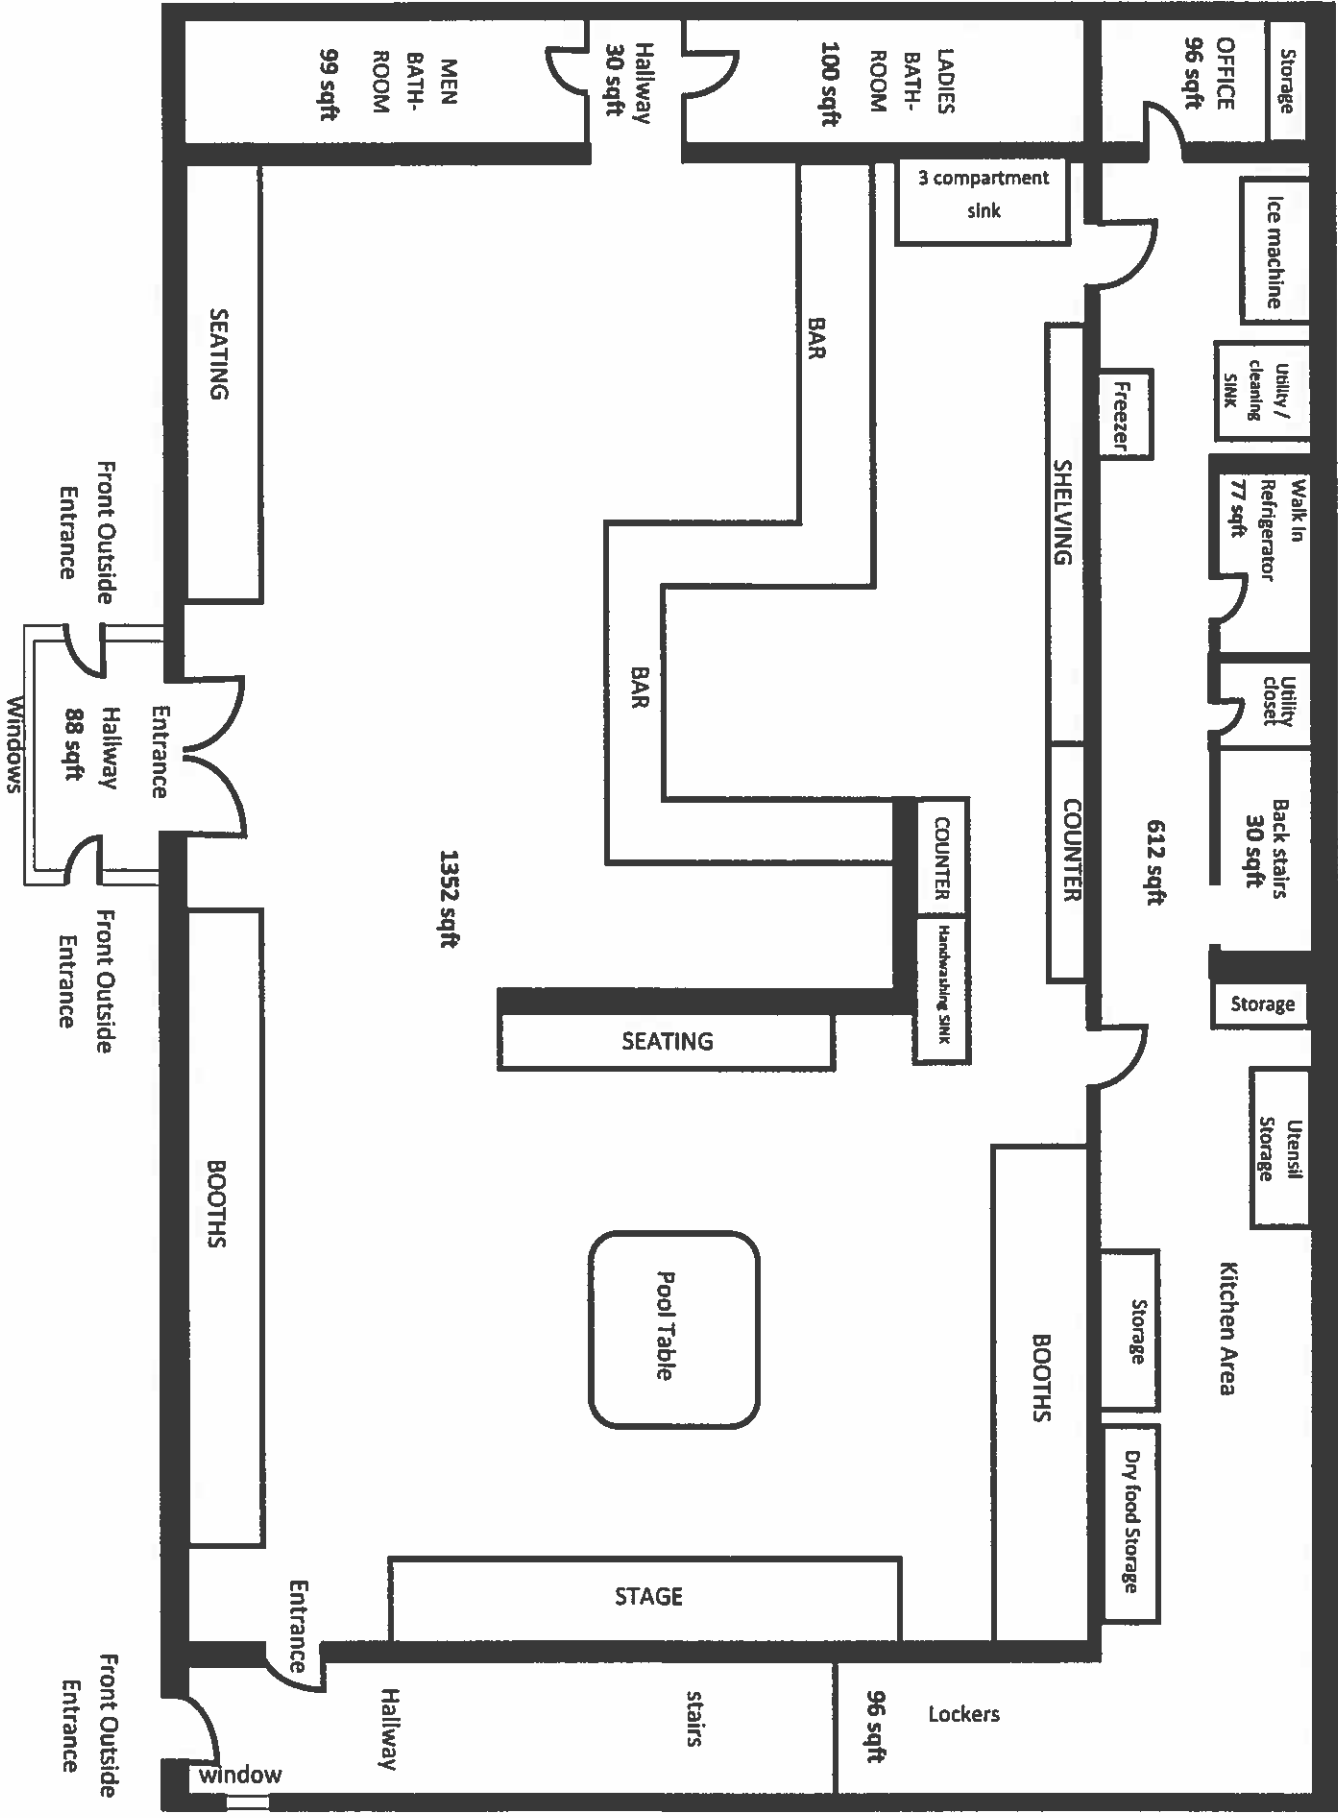 Storage
OFFICE
96 sqft
LADIES
BATH-
ROOM
100 sqft
Hallway
30 sqft
MEN
BATH-
ROOM
99 sqft
3 compartment
sink
Ice machine
Utility /
cleaning
SINK
Freezer
Walk In
Refrigerator
77 sqft
Utility
closet
Back stairs
30 sqft
Storage
Utensil
Storage
Kitchen Area
612 sqft
SHELVING
COUNTER
BAR
BAR
COUNTER
Handwashing SINK
SEATING
SEATING
1352 sqft
Front Outside
Entrance
Entrance
Hallway
88 sqft
Windows
Front Outside
Entrance
BOOTHS
Pool Table
BOOTHS
Storage
Dry food Storage
STAGE
Entrance
Hallway
stairs
96 sqft
Lockers
Front Outside
Entrance
window